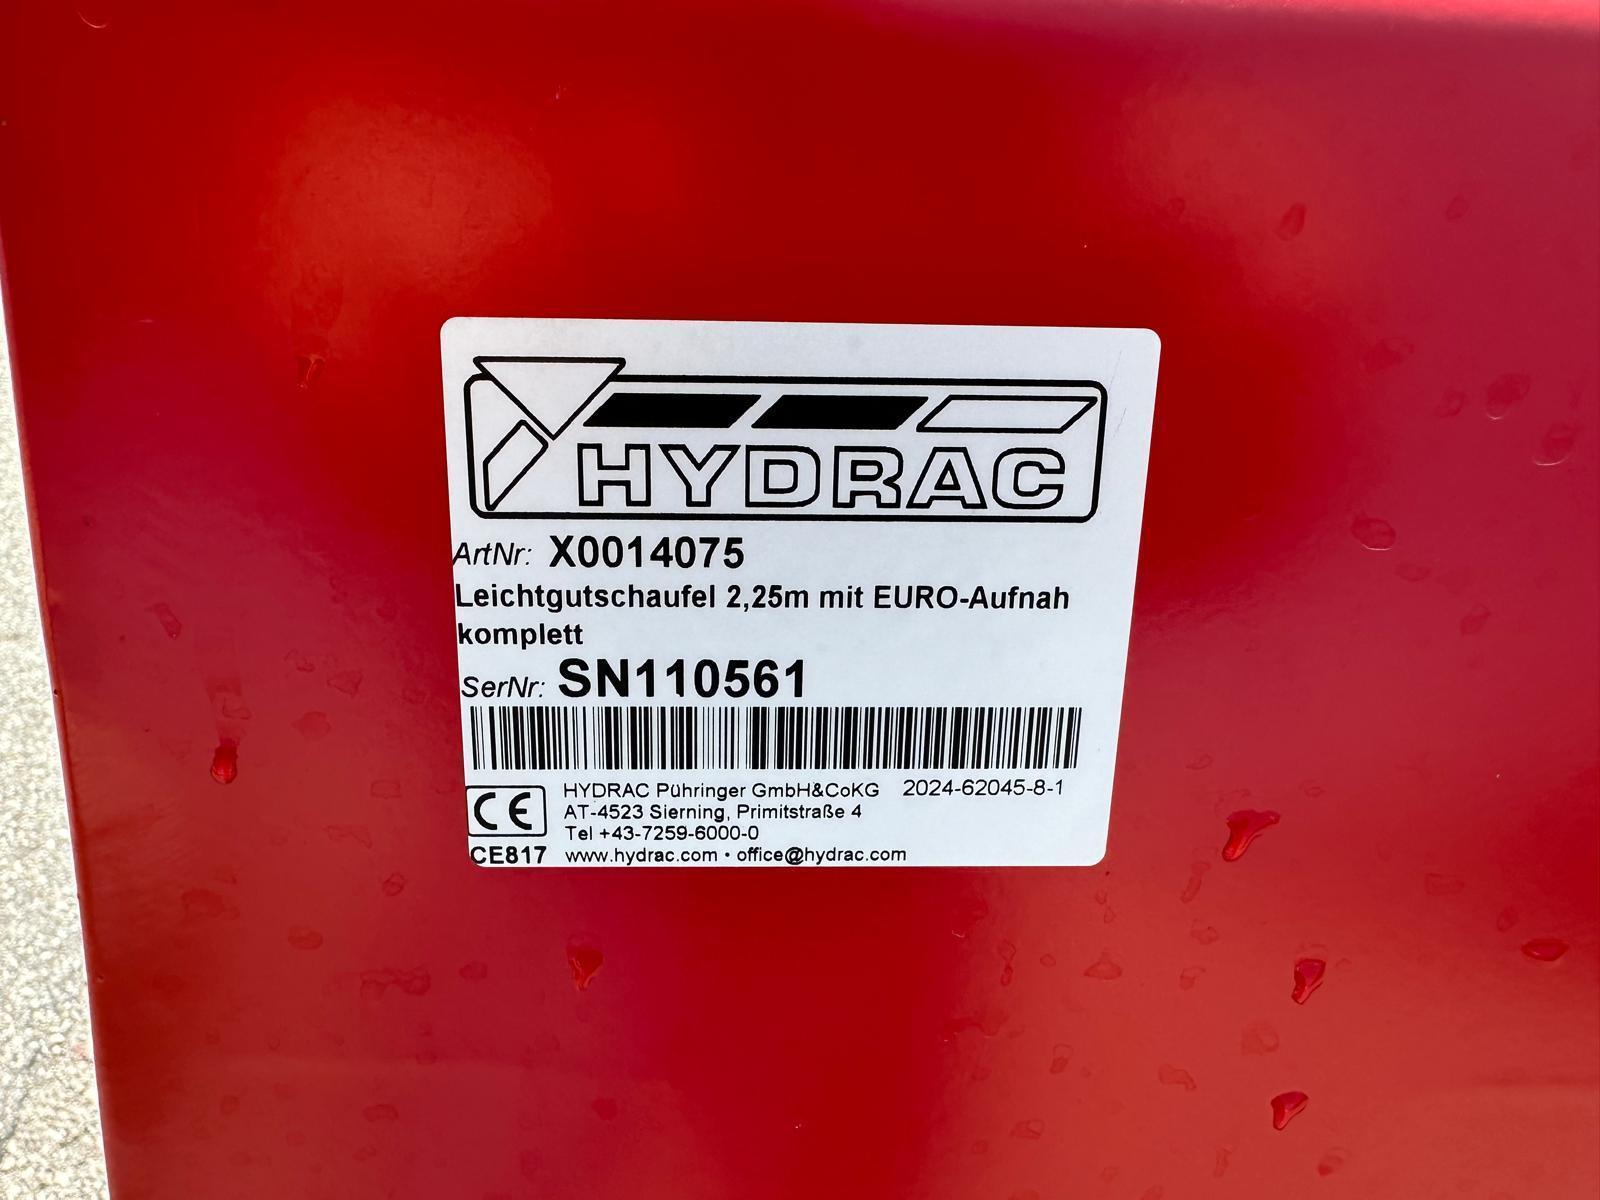 HYDRAC
ArtNr: X0014075
Leichtgutschaufel 2,25m mit EURO-Aufnah
komplett
SerNr: SN110561
HYDRAC Pühringer GmbH&CoKG 2024-62045-8-1
CE AT-4523 Sierning, Primitstraße 4
Tel +43-7259-6000-0
CE817 www.hydrac.com • office@hydrac.com